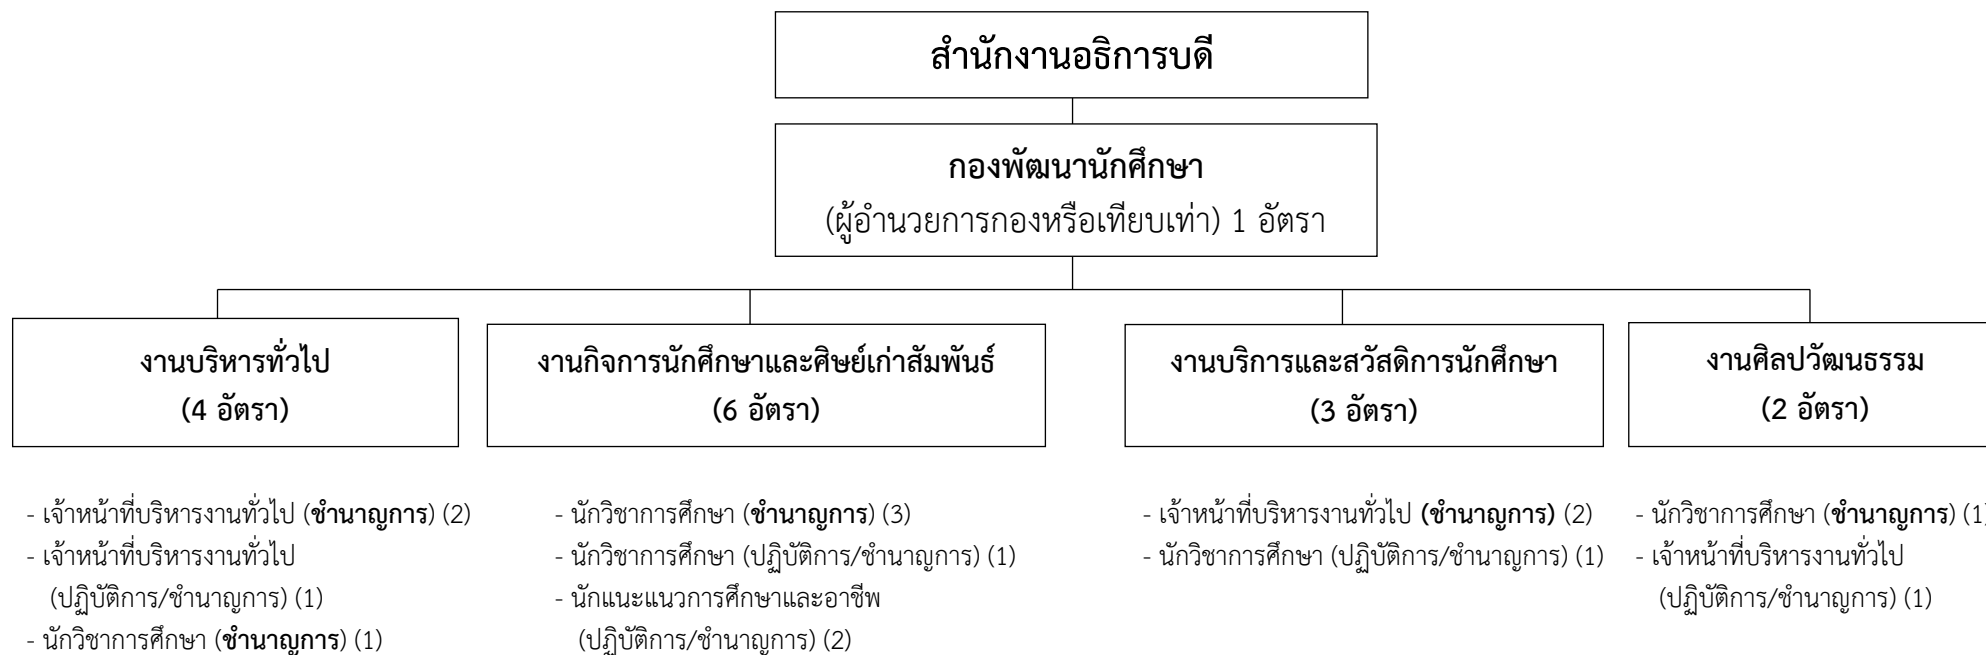 สำนักงานอธิการบดี
กองพัฒนานักศึกษา
(ผู้อำนวยการกองหรือเทียบเท่า) 1 อัตรา
งานบริหารทั่วไป
(4 อัตรา)
งานกิจการนักศึกษาและศิษย์เก่าสัมพันธ์
(6 อัตรา)
งานบริการและสวัสดิการนักศึกษา
(3 อัตรา)
งานศิลปวัฒนธรรม
(2 อัตรา)
- เจ้าหน้าที่บริหารงานทั่วไป (ชำนาญการ) (2)
- เจ้าหน้าที่บริหารงานทั่วไป
(ปฏิบัติการ/ชำนาญการ) (1)
- นักวิชาการศึกษา (ชำนาญการ) (1)
- นักวิชาการศึกษา (ชำนาญการ) (3)
- นักวิชาการศึกษา (ปฏิบัติการ/ชำนาญการ) (1)
- นักแนะแนวการศึกษาและอาชีพ
(ปฏิบัติการ/ชำนาญการ) (2)
- เจ้าหน้าที่บริหารงานทั่วไป (ชำนาญการ) (2)
- นักวิชาการศึกษา (ปฏิบัติการ/ชำนาญการ) (1)
- นักวิชาการศึกษา (ชำนาญการ) (1)
- เจ้าหน้าที่บริหารงานทั่วไป
(ปฏิบัติการ/ชำนาญการ) (1)